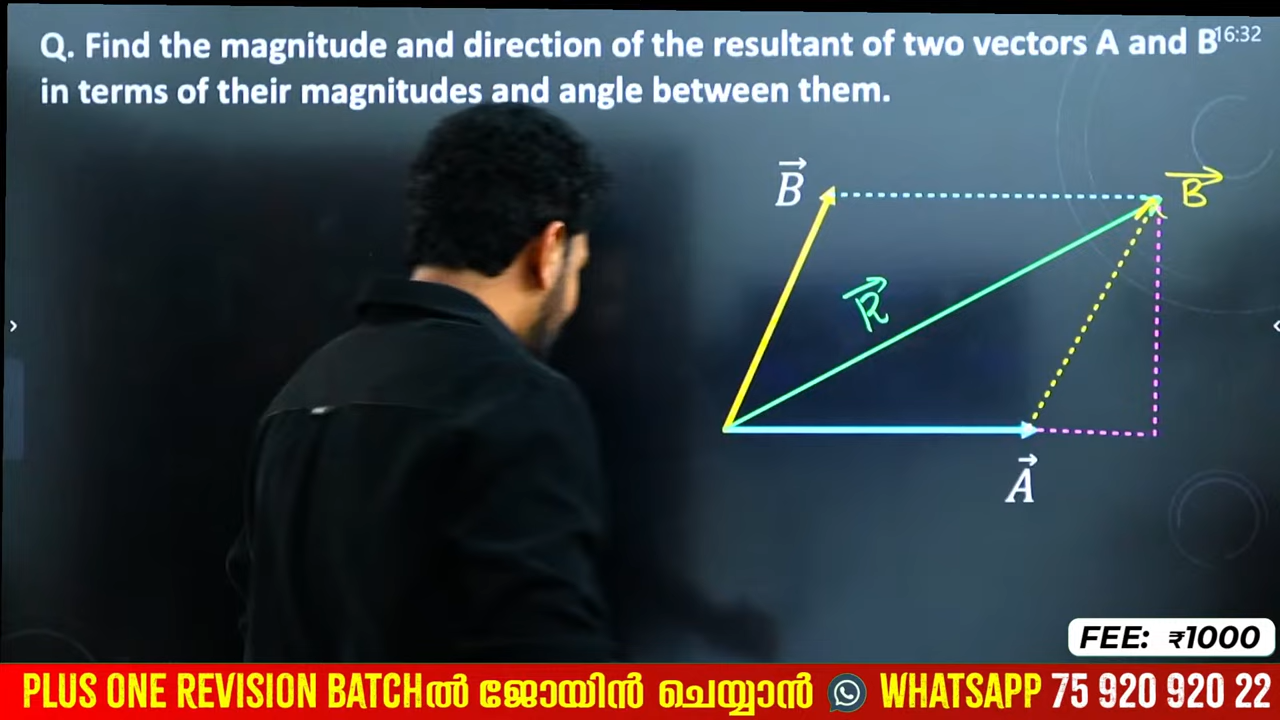 Q. Find the magnitude and direction of the resultant of two vectors A and B
16:32
in terms of their magnitudes and angle between them.
B
B
R
A
FEE: ₹1000
PLUS ONE REVISION BATCHൽ ജോയിൻ ചെയ്യാൻ WHATSAPP 75 920 920 22